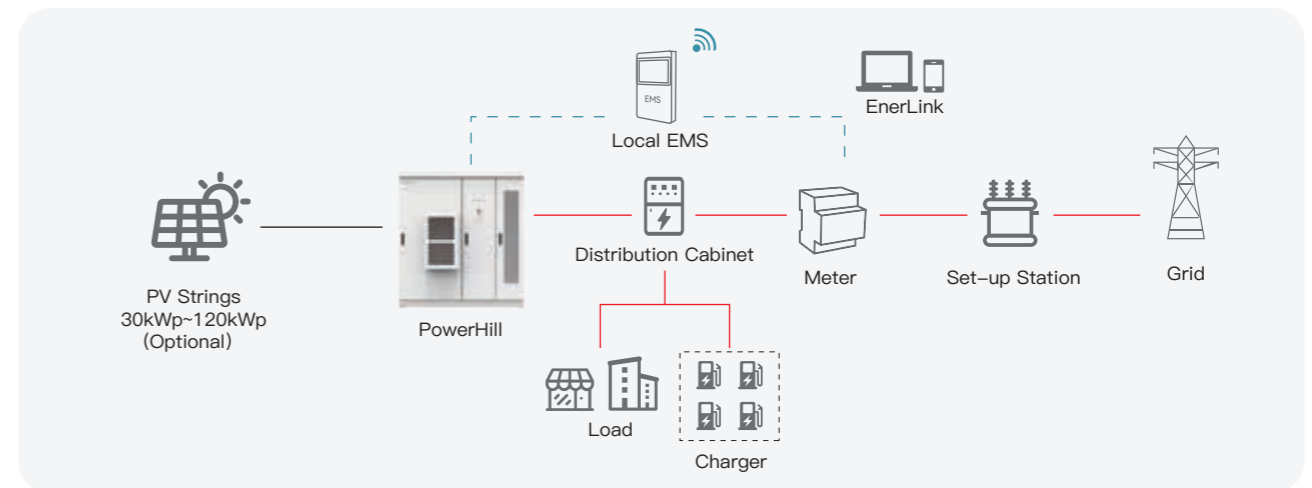 EMS
EnerLink
Local EMS
Distribution Cabinet
Meter
Set-up Station
Grid
PV Strings
30kWp~120kWp
(Optional)
PowerHill
Load
Charger